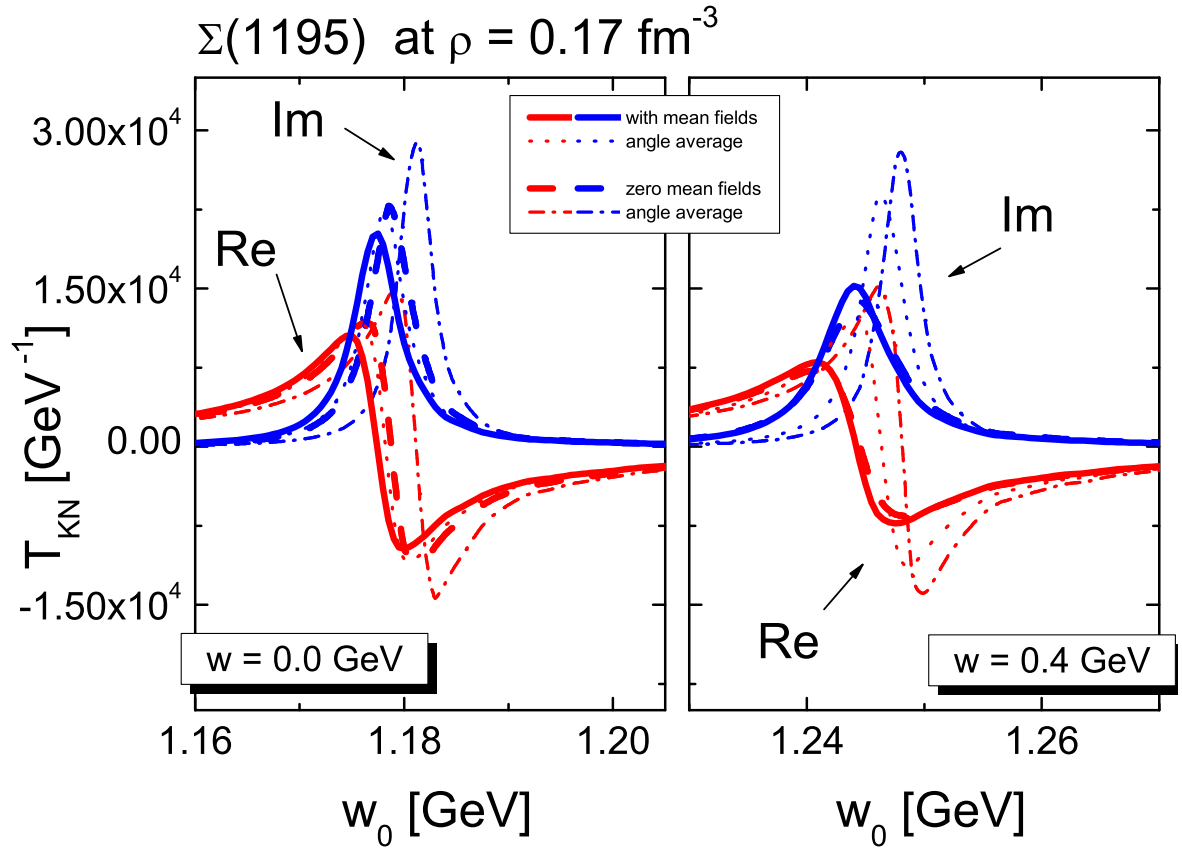 Σ(1195) at ρ = 0.17 fm⁻³
Im
Re
with mean fields
angle average
zero mean fields
angle average
Im
Re
3.00x10⁴
1.50x10⁴
0.00
-1.50x10⁴
T_KN [GeV⁻¹]
w = 0.0 GeV
w = 0.4 GeV
1.16
1.18
1.20
1.24
1.26
w₀ [GeV]
w₀ [GeV]